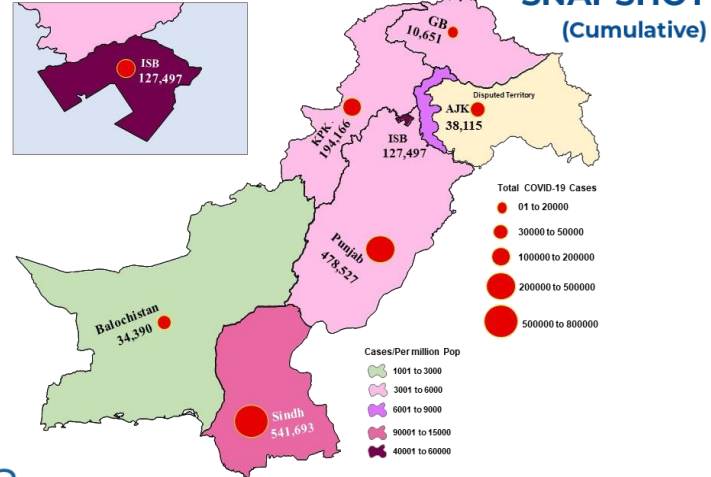 SNAPSHOT
(Cumulative)
ISB
127,497
GB
10,651
KPK
194,166
ISB
127,497
Disputed Territory
AJK
38,115
Punjab
478,527
Balochistan
34,390
Sindh
541,693
Total COVID-19 Cases
01 to 20000
30000 to 50000
100000 to 200000
200000 to 500000
500000 to 800000
Cases/Per million Pop
1001 to 3000
3001 to 6000
6001 to 9000
90001 to 15000
40001 to 60000